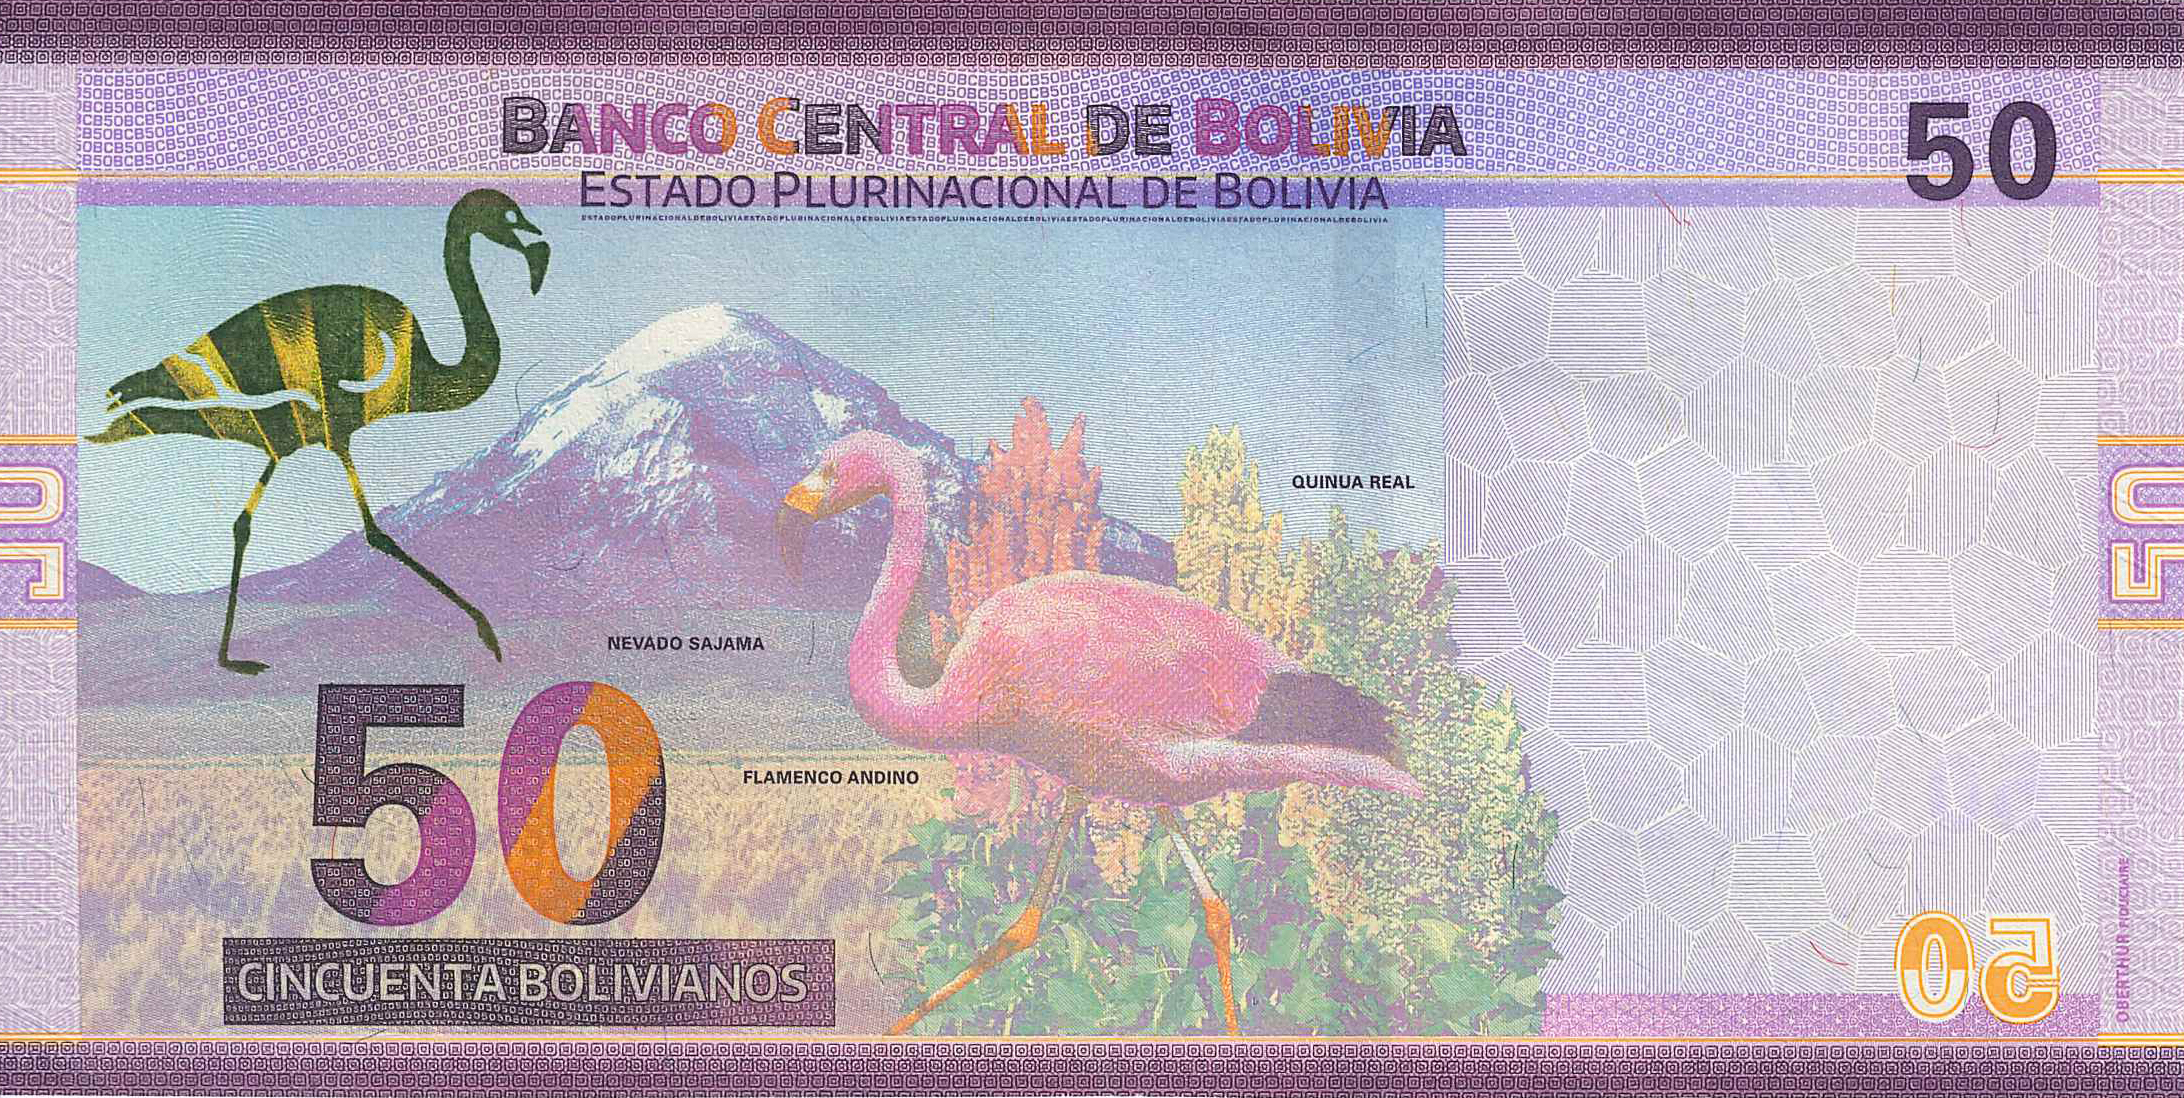 BANCO CENTRAL DE BOLIVIA
50
ESTADO PLURINACIONAL DE BOLIVIA
ESTADOPLURINACIONALDEBOLIVIAESTADOPLURINACIONALDEBOLIVIAESTADOPLURINACIONALDEBOLIVIAESTADOPLURINACIONALDEBOLIVIAESTADOPLURINACIONALDEBOLIVIA
QUINUA REAL
50
50
NEVADO SAJAMA
FLAMENCO ANDINO
50
CINCUENTA BOLIVIANOS
50
OBERTHUR FIDUCIAIRE